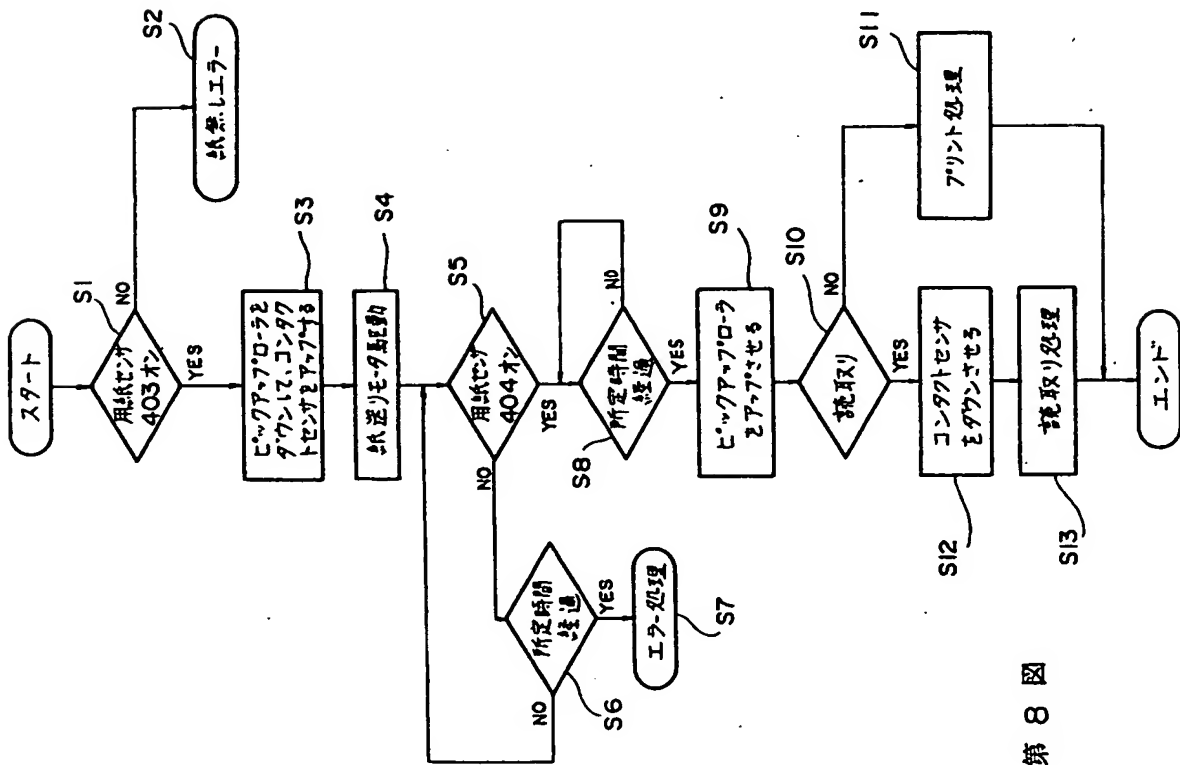 スタート
S1
用紙センサ
403オン
NO
YES
S2
紙無しエラー
S3
ピックアップローラを
ダウンして、コンタク
トセンサをアップする
S4
紙送りモータ駆動
S5
用紙センサ
404オン
NO
YES
S6
所定時間
経過
NO
YES
S7
エラー処理
S8
所定時間
経過
NO
YES
S9
ピックアップローラ
をアップさせる
S10
読取り
NO
YES
S11
プリント処理
S12
コンタクトセンサ
をダウンさせる
S13
読取り処理
エンド
第 8 図